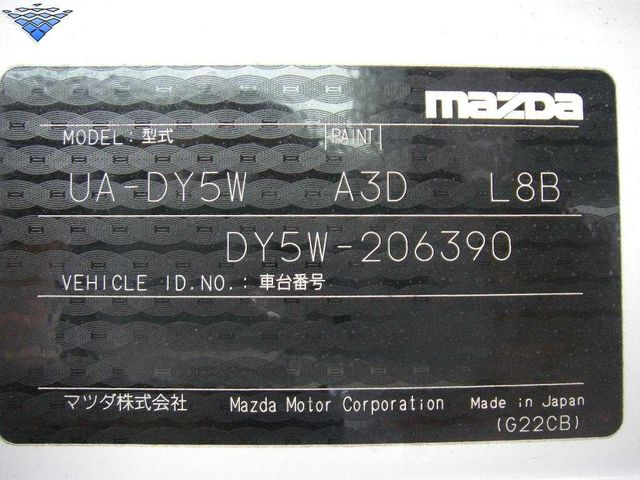 mazda
MODEL: 型式 |PAINT|
UA-DY5W A3D L8B
DY5W-206390
VEHICLE ID.NO.: 車台番号
マツダ株式会社 Mazda Motor Corporation Made in Japan
(G22CB)